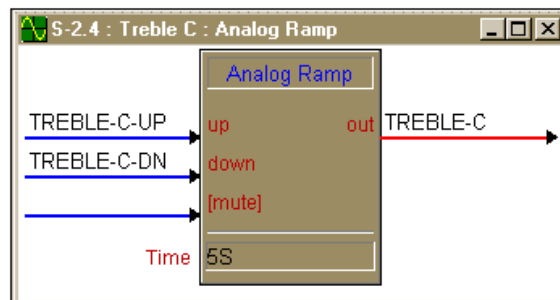 S-2.4 : Treble C : Analog Ramp
Analog Ramp
TREBLE-C-UP up out TREBLE-C
TREBLE-C-DN down
[mute]
Time 5S